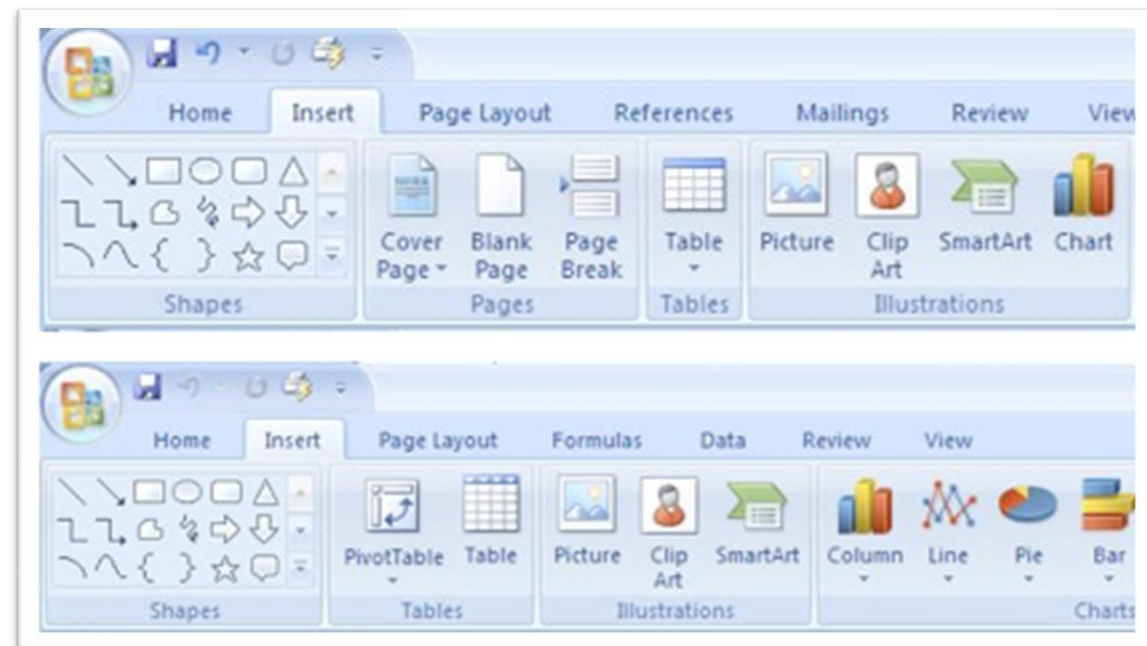 Home Insert Page Layout References Mailings Review View
Cover Page Blank Page Page Break Table Picture Clip Art SmartArt Chart
Shapes Pages Tables Illustrations
Home Insert Page Layout Formulas Data Review View
PivotTable Table Picture Clip Art SmartArt Column Line Pie Bar
Shapes Tables Illustrations Charts